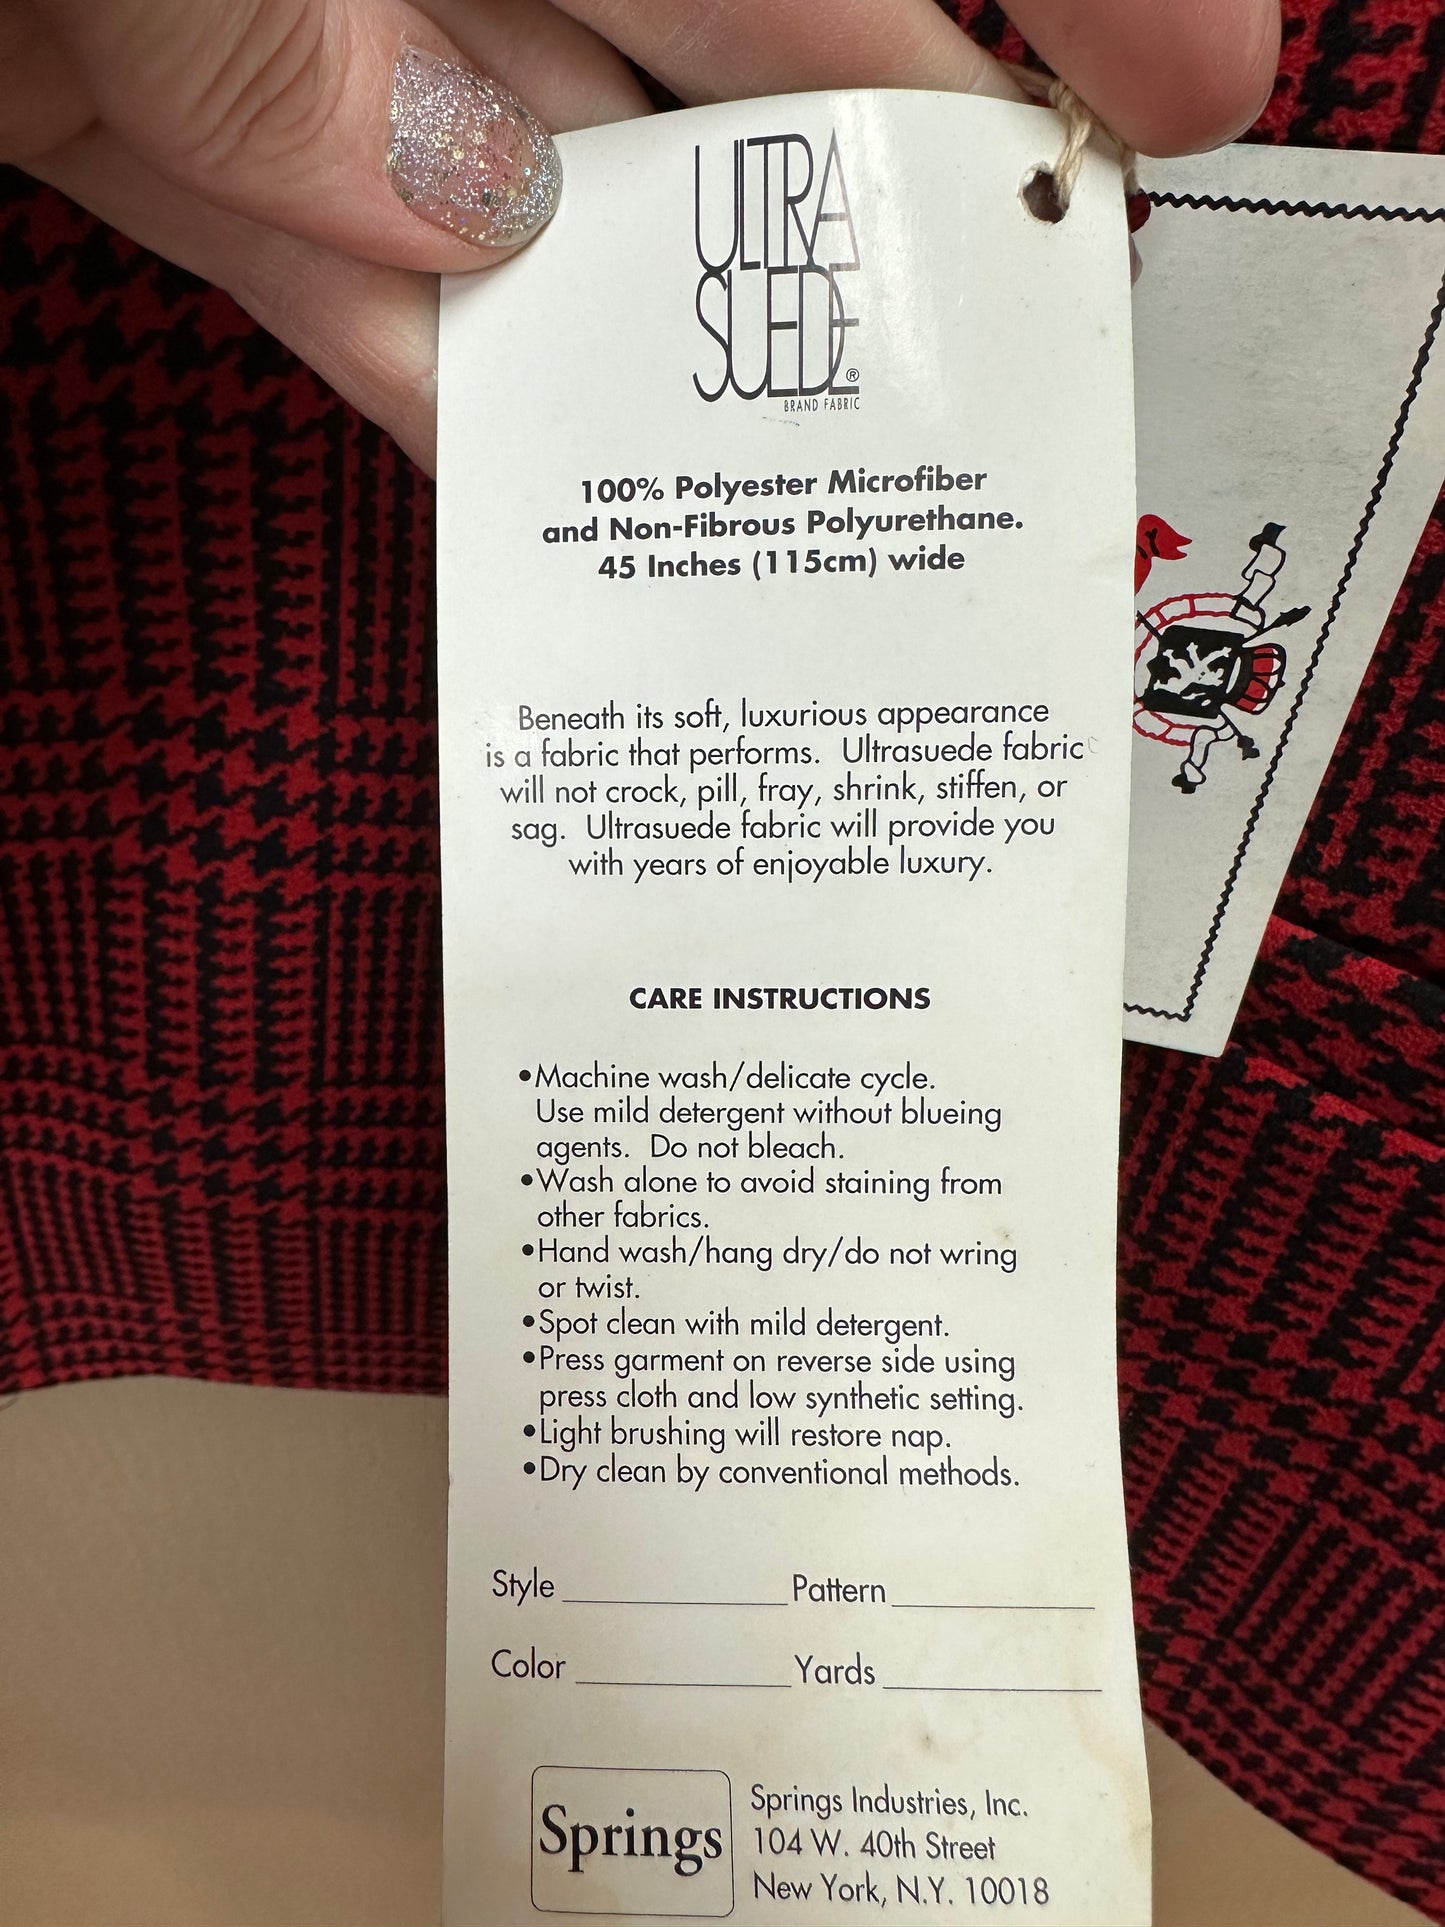 ULTRA
SUEDE®
BRAND FABRIC
100% Polyester Microfiber
and Non-Fibrous Polyurethane.
45 Inches (115cm) wide
Beneath its soft, luxurious appearance
is a fabric that performs. Ultrasuede fabric
will not crock, pill, fray, shrink, stiffen, or
sag. Ultrasuede fabric will provide you
with years of enjoyable luxury.
CARE INSTRUCTIONS
•Machine wash/delicate cycle.
Use mild detergent without blueing
agents. Do not bleach.
•Wash alone to avoid staining from
other fabrics.
•Hand wash/hang dry/do not wring
or twist.
•Spot clean with mild detergent.
•Press garment on reverse side using
press cloth and low synthetic setting.
•Light brushing will restore nap.
•Dry clean by conventional methods.
Style ____________ Pattern ____________
Color ____________ Yards ____________
Springs
Springs Industries, Inc.
104 W. 40th Street
New York, N.Y. 10018